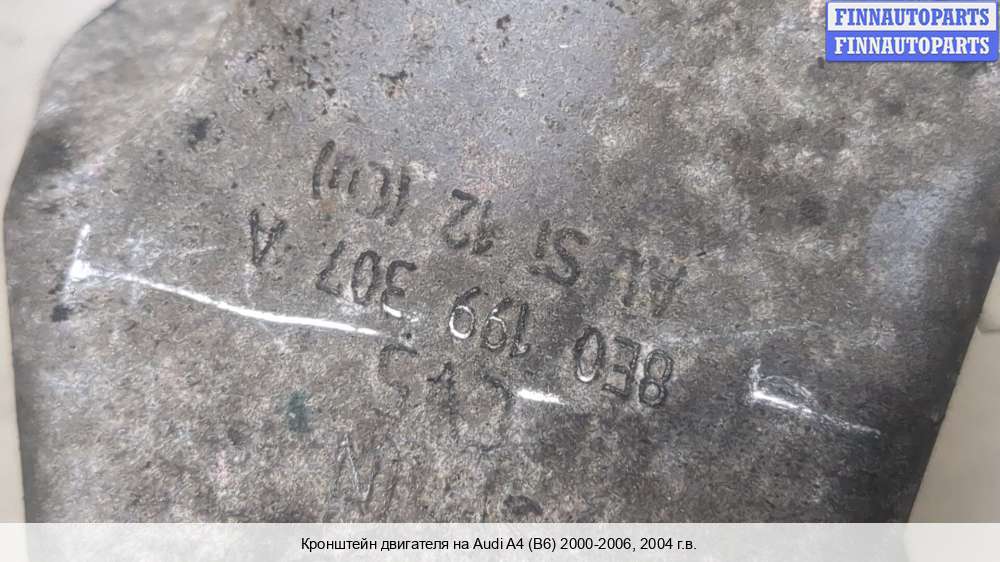 FINNAUTOPARTS
FINNAUTOPARTS
8E0 199 307 A
AL Si 12 (CU)
Кронштейн двигателя на Audi A4 (B6) 2000-2006, 2004 г.в.